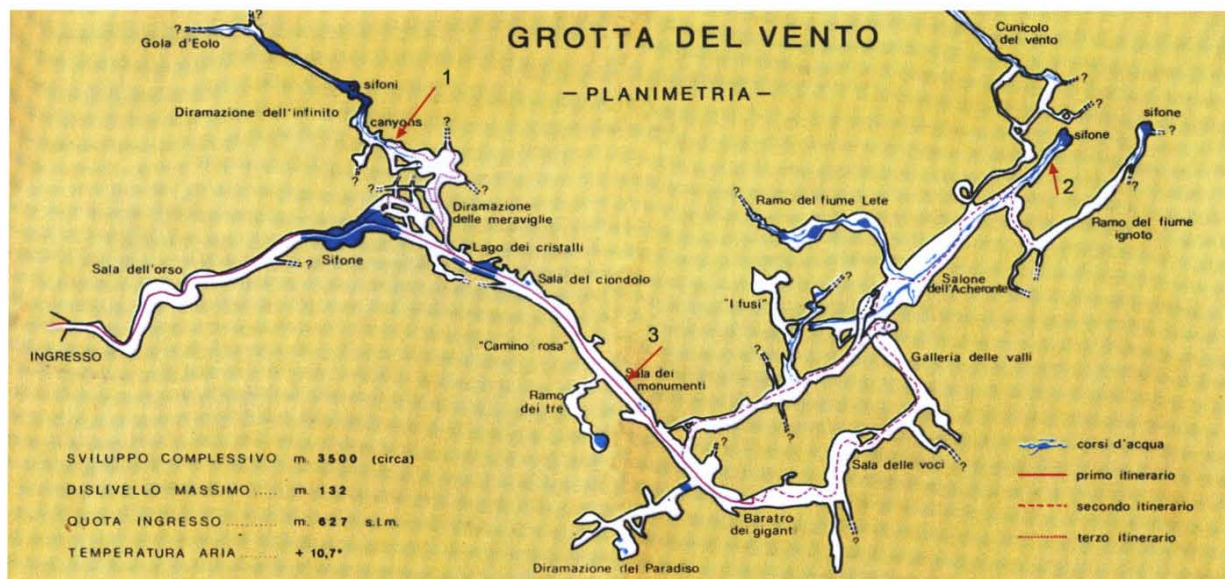 GROTTA DEL VENTO
— PLANIMETRIA —
?
Gola d'Eolo
sifoni
1
Diramazione dell'infinito
canyons
?
?
?
?
?
Diramazione
delle meraviglie
Lago dei cristalli
Sifone
?
Sala dell'orso
Sala del ciondolo
INGRESSO
"Camino rosa"
3
Sala dei
monumenti
Ramo
dei tre
Cunicolo
del vento
?
?
sifone
sifone
?
?
2
?
Ramo del fiume Lete
Ramo del fiume
ignoto
?
?
Salone
dell'Acheronte
"I fusi"
?
Galleria delle valli
?
?
?
Sala delle voci
?
Baratro
dei giganti
?
Diramazione del Paradiso
SVILUPPO COMPLESSIVO m. 3500 (circa)
DISLIVELLO MASSIMO ..... m. 132
QUOTA INGRESSO .......... m. 627 s.l.m.
TEMPERATURA ARIA ....... + 10,7°
corsi d'acqua
primo itinerario
secondo itinerario
terzo itinerario